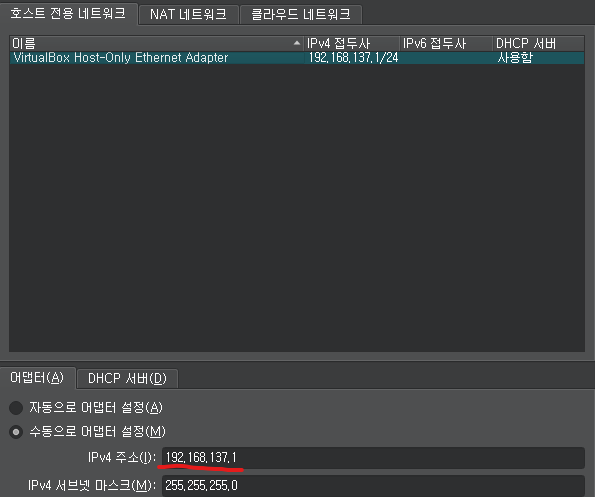 호스트 전용 네트워크 NAT 네트워크 클라우드 네트워크
이름 IPv4 접두사 IPv6 접두사 DHCP 서버
VirtualBox Host-Only Ethernet Adapter 192,168,137,1/24 사용함
어댑터(A) DHCP 서버(D)
자동으로 어댑터 설정(A)
수동으로 어댑터 설정(M)
IPv4 주소(I): 192,168,137,1
IPv4 서브넷 마스크(M): 255,255,255,0